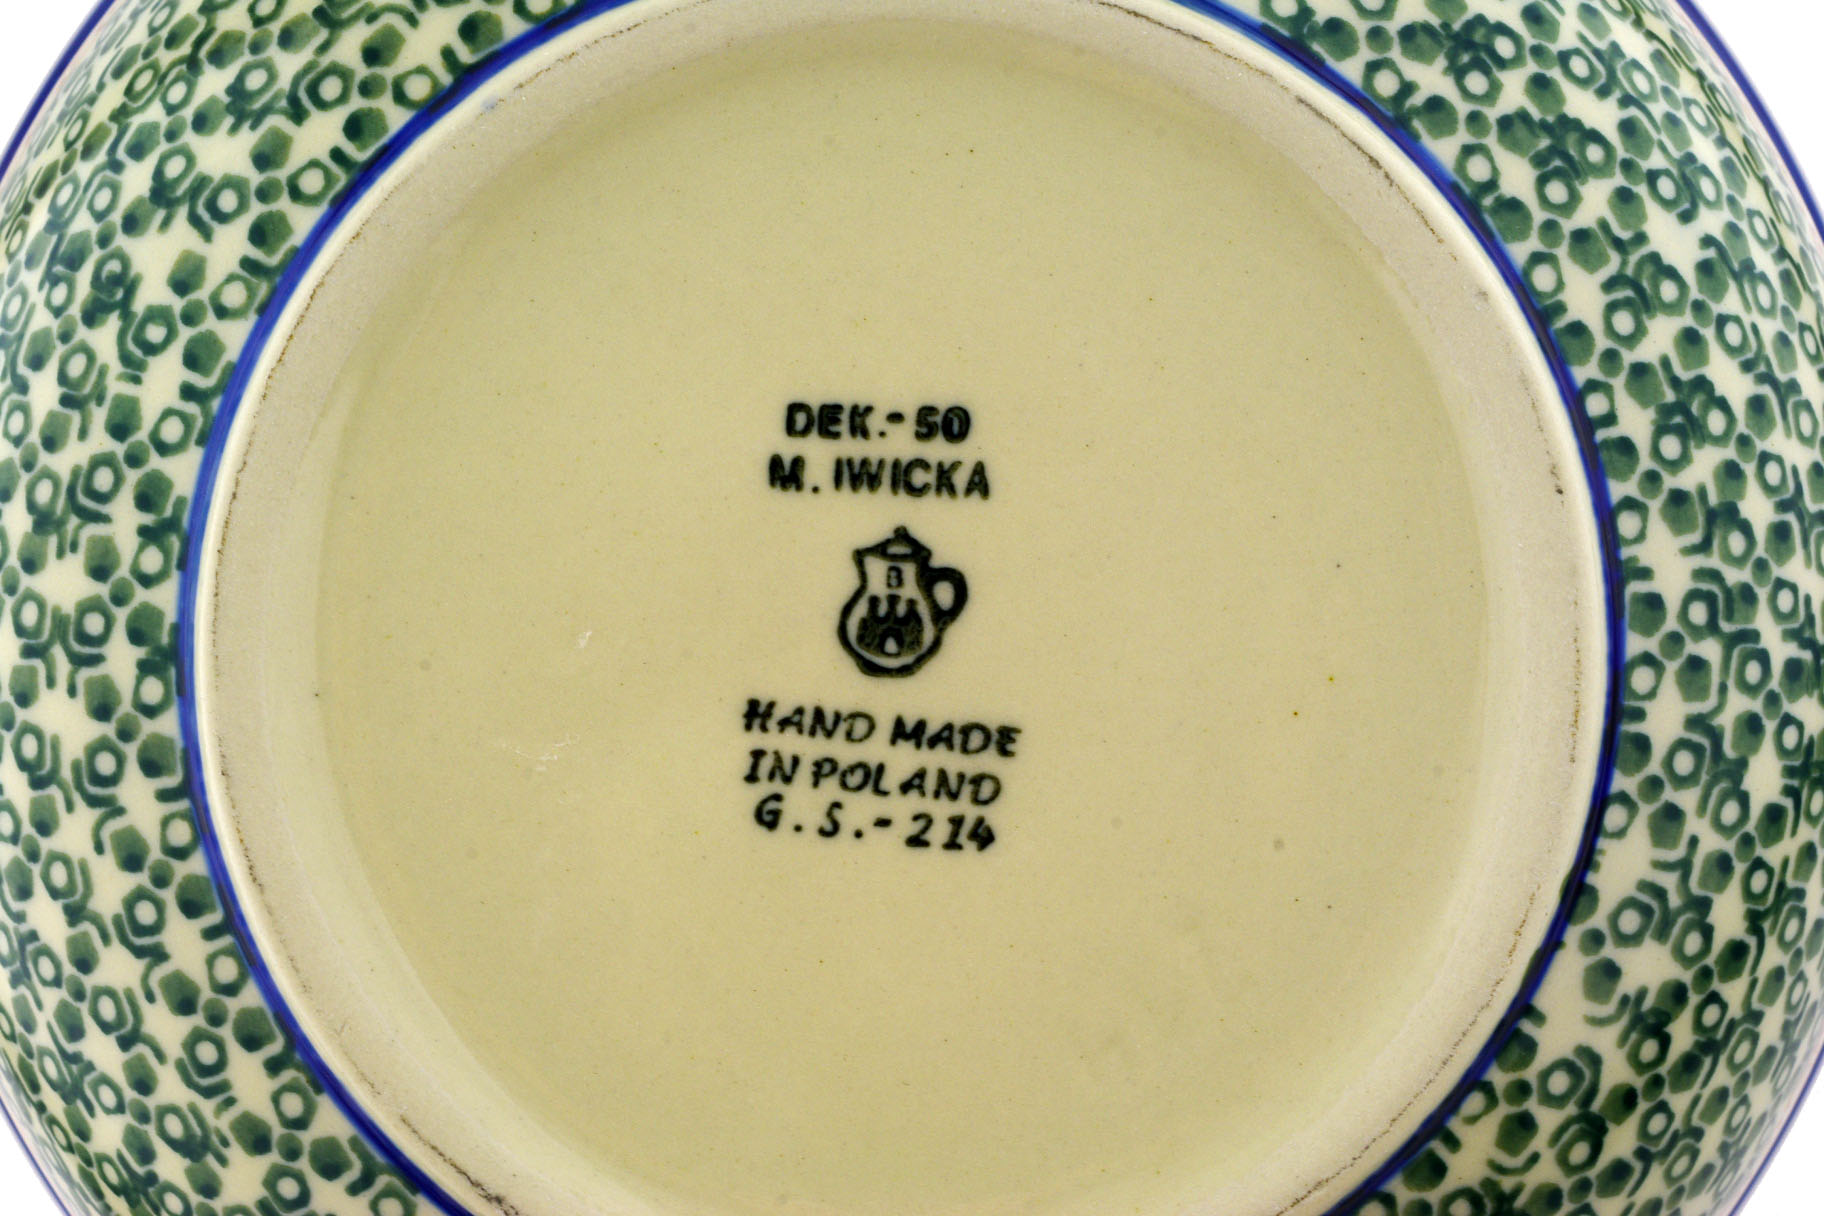 DEK.-50
M. IWICKA
B
HAND MADE
IN POLAND
G.S.-214